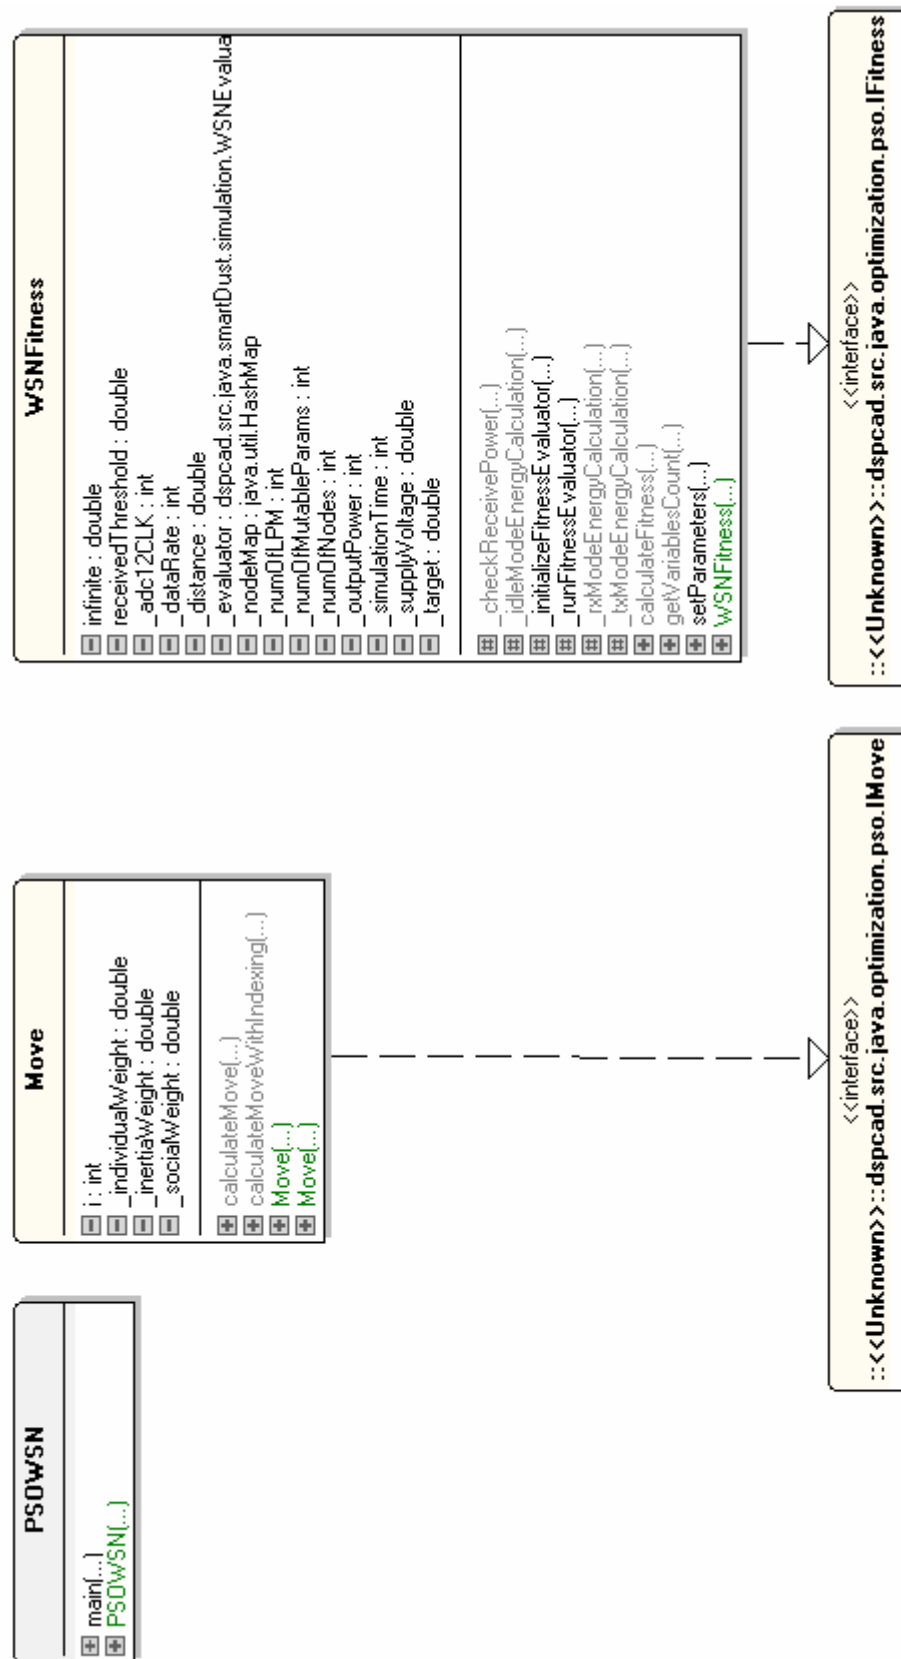 PSOWSN
main(...)
PSOWSN(...)
Move
i : int
_individualWeight : double
_inertiaWeight : double
_socialWeight : double
calculateMove(...)
calculateMoveWithIndexing(...)
Move(...)
Move(...)
WSNFitness
infinite : double
receivedThreshold : double
_adc12CLK : int
_dataRate : int
_distance : double
_evaluator : dspcad.src.java.smartDust.simulation.WSNEvalua
_nodeMap : java.util.HashMap
_numOfLPM : int
_numOfMutableParams : int
_numOfNodes : int
_outputPower : int
_simulationTime : int
_supplyVoltage : double
_target : double
_checkReceivePower(...)
_idleModeEnergyCalculation(...)
_initializeFitnessEvaluator(...)
_runFitnessEvaluator(...)
_rxModeEnergyCalculation(...)
_txModeEnergyCalculation(...)
calculateFitness(...)
getVariablesCount(...)
setParameters(...)
WSNFitness(...)
<<interface>>
::<<Unknown>>::dspcad.src.java.optimization.pso.IMove
<<interface>>
::<<Unknown>>::dspcad.src.java.optimization.pso.IFitness